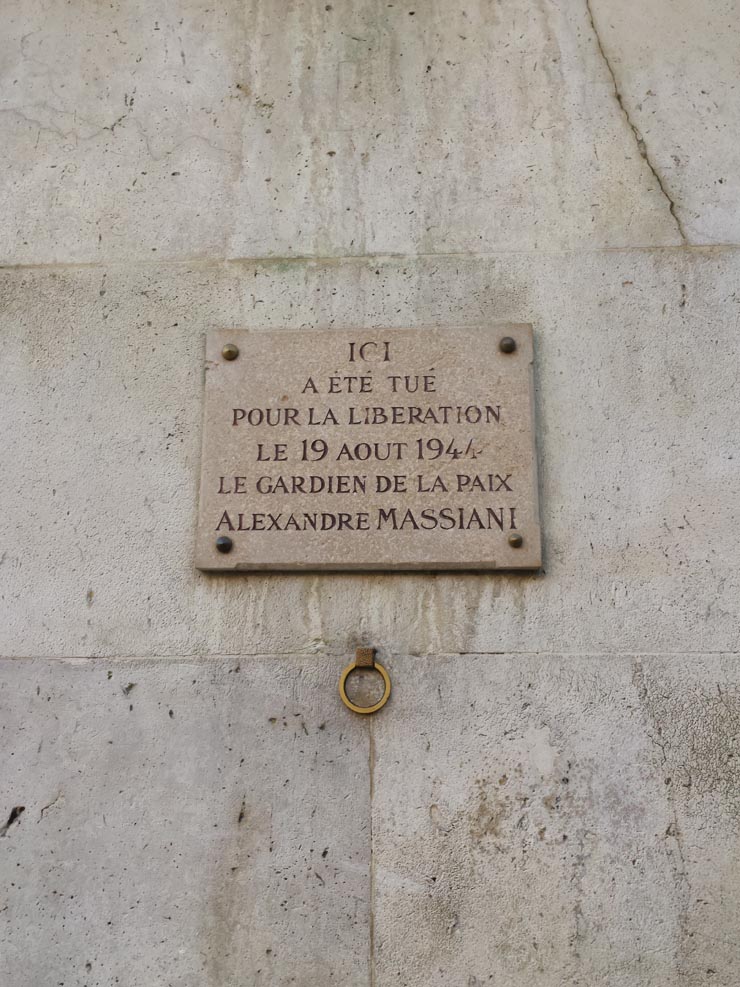 ICI
A ÉTÉ TUÉ
POUR LA LIBERATION
LE 19 AOUT 1944
LE GARDIEN DE LA PAIX
ALEXANDRE MASSIANI